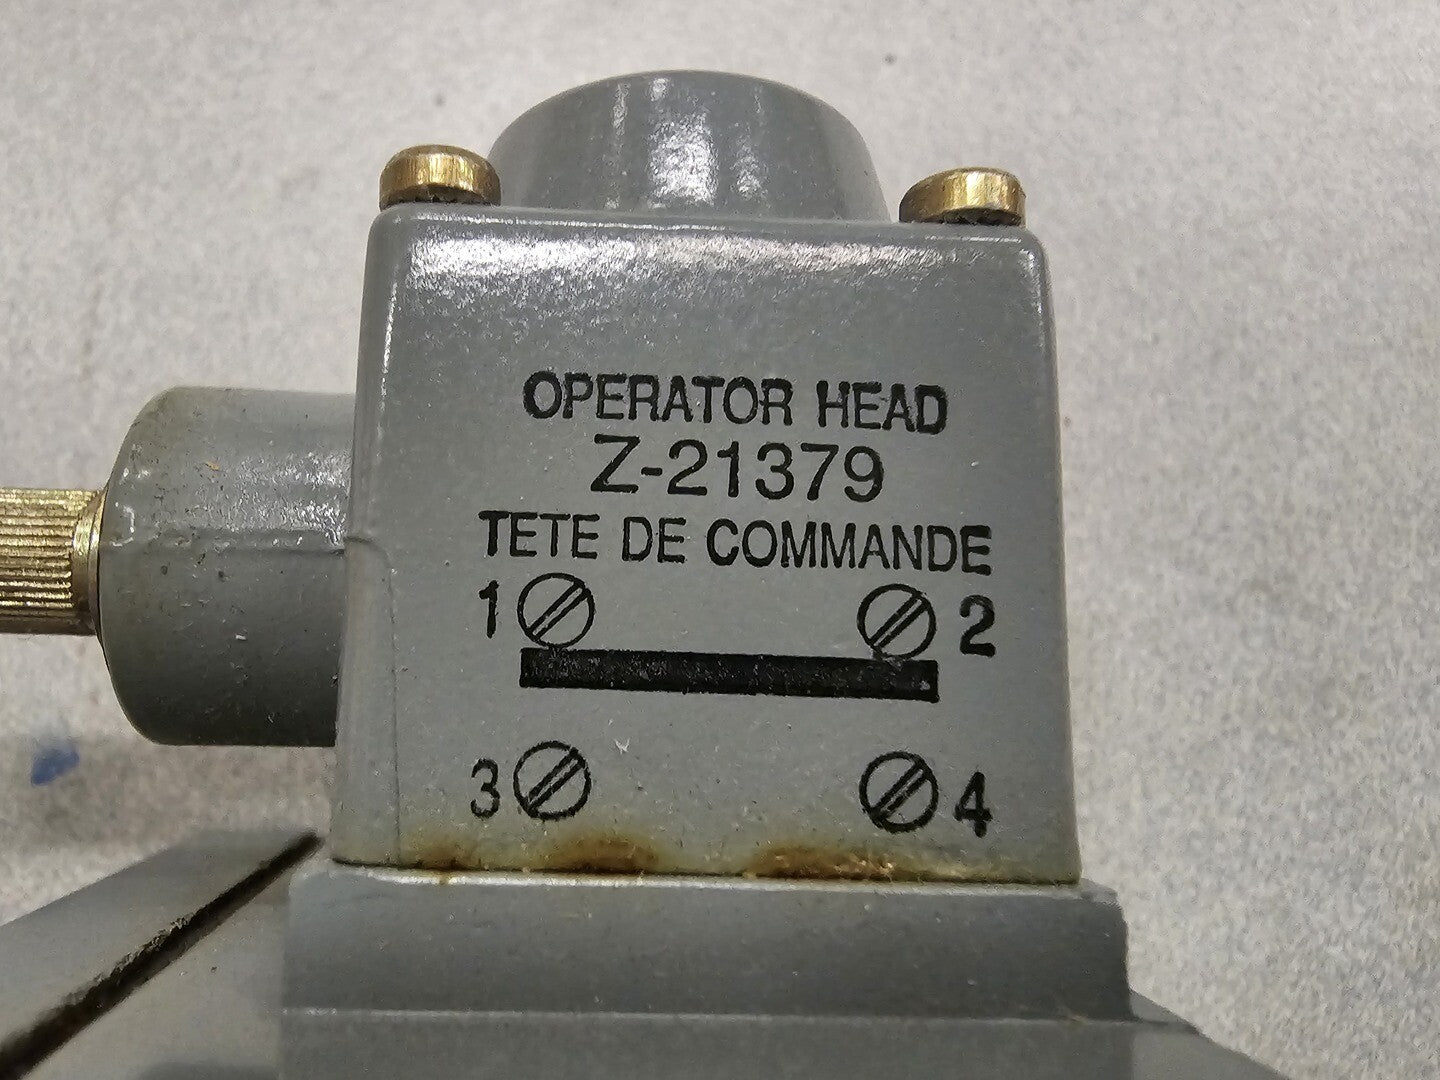 OPERATOR HEAD
Z-21379
TETE DE COMMANDE
1 2
3 4